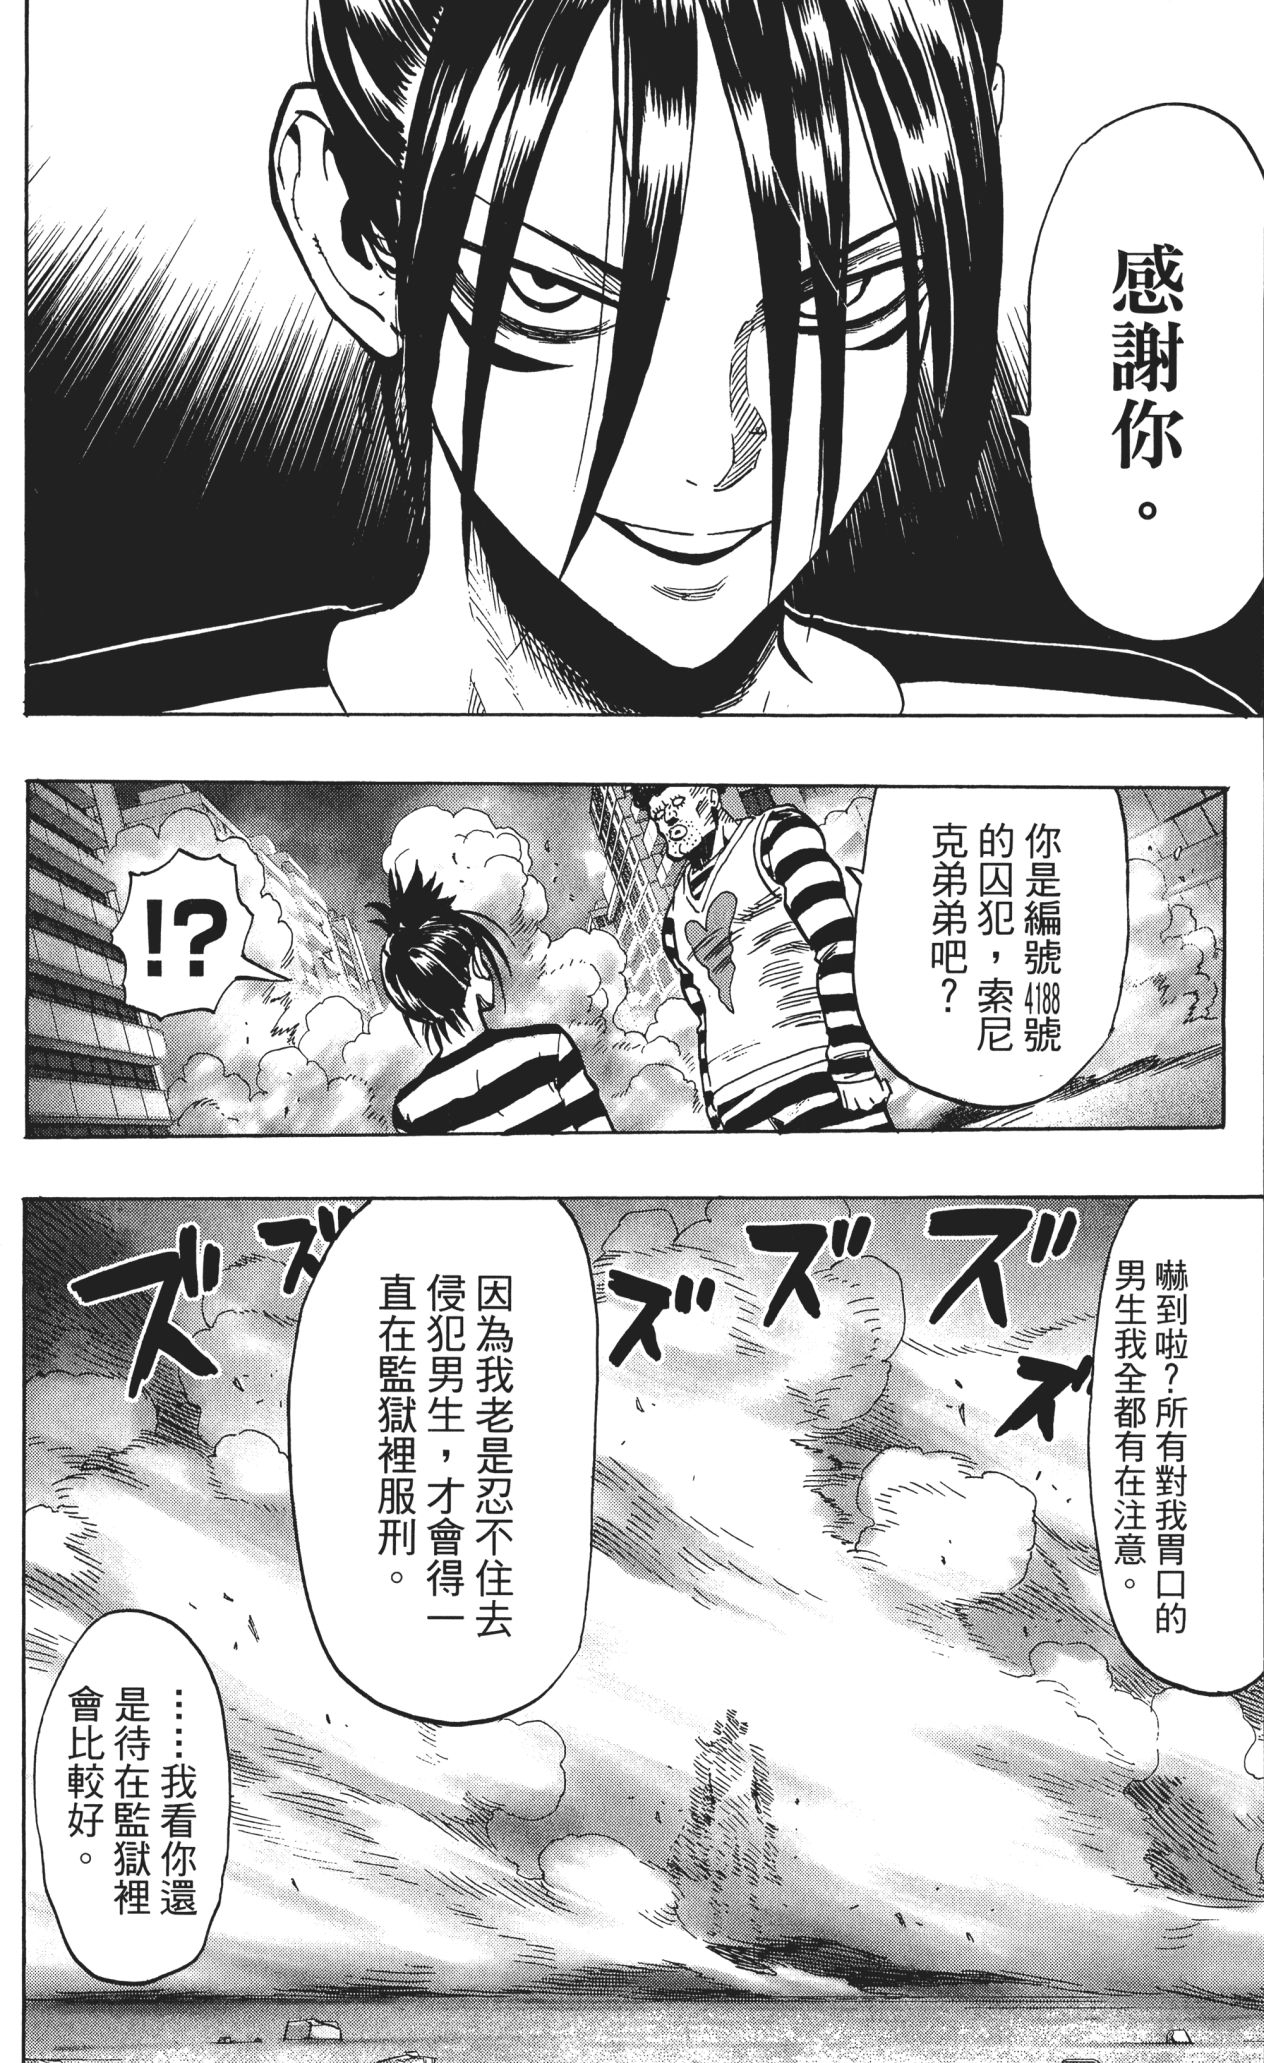 感謝你。
你是編號4188號
的囚犯，索尼
克弟弟吧？
!?
嚇到啦？所有對我胃口的
男生我全都有在注意。
因為我老是忍不住去
侵犯男生，才會得一
直在監獄裡服刑。
……我看你還
是待在監獄裡
會比較好。
ズ
ズ
ズ
ズ
ズ
ズ